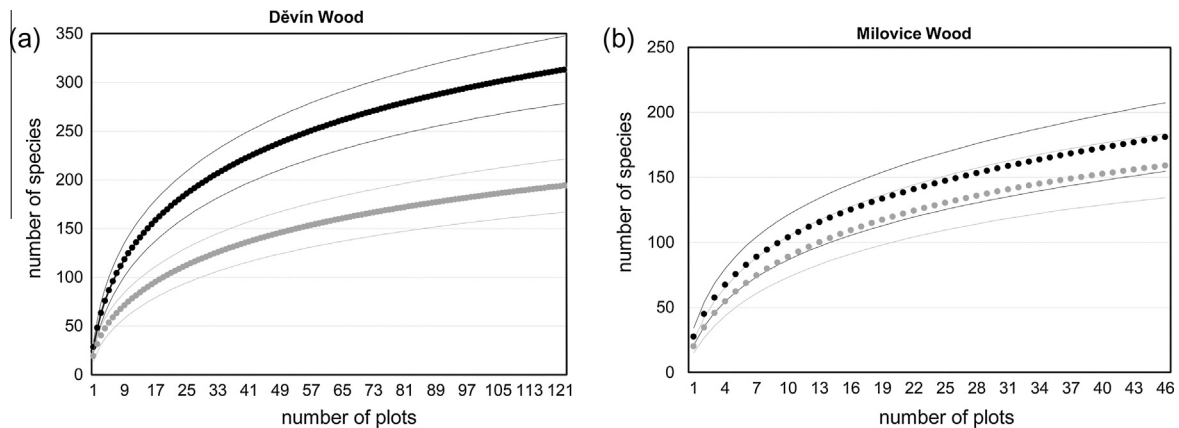 (a)
Děvín Wood
350
300
250
200
150
100
50
0
number of species
1 9 17 25 33 41 49 57 65 73 81 89 97 105 113 121
number of plots
(b)
Milovice Wood
250
200
150
100
50
0
number of species
1 4 7 10 13 16 19 22 25 28 31 34 37 40 43 46
number of plots